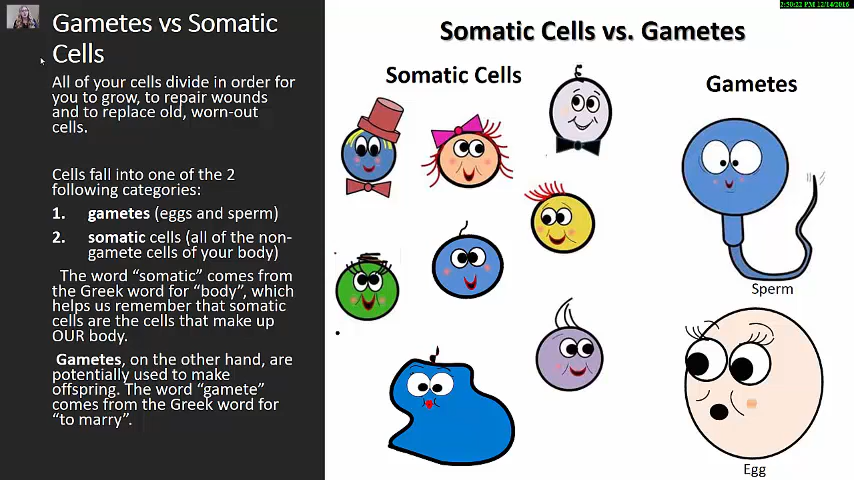 2:50:22 PM 12/14/2016
Gametes vs Somatic
Cells
All of your cells divide in order for
you to grow, to repair wounds
and to replace old, worn-out
cells.
Cells fall into one of the 2
following categories:
1. gametes (eggs and sperm)
2. somatic cells (all of the non-
gamete cells of your body)
The word “somatic” comes from
the Greek word for “body”, which
helps us remember that somatic
cells are the cells that make up
OUR body.
Gametes, on the other hand, are
potentially used to make
offspring. The word “gamete”
comes from the Greek word for
“to marry”.
Somatic Cells vs. Gametes
Somatic Cells
Gametes
Sperm
Egg